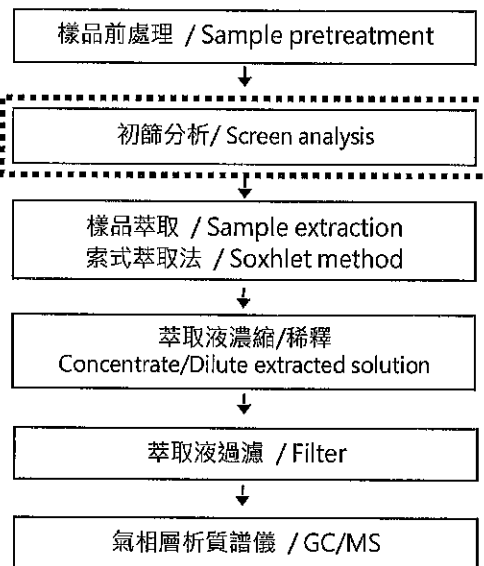 樣品前處理 / Sample pretreatment
初篩分析/ Screen analysis
樣品萃取 / Sample extraction
索式萃取法 / Soxhlet method
萃取液濃縮/稀釋
Concentrate/Dilute extracted solution
萃取液過濾 / Filter
氣相層析質譜儀 / GC/MS